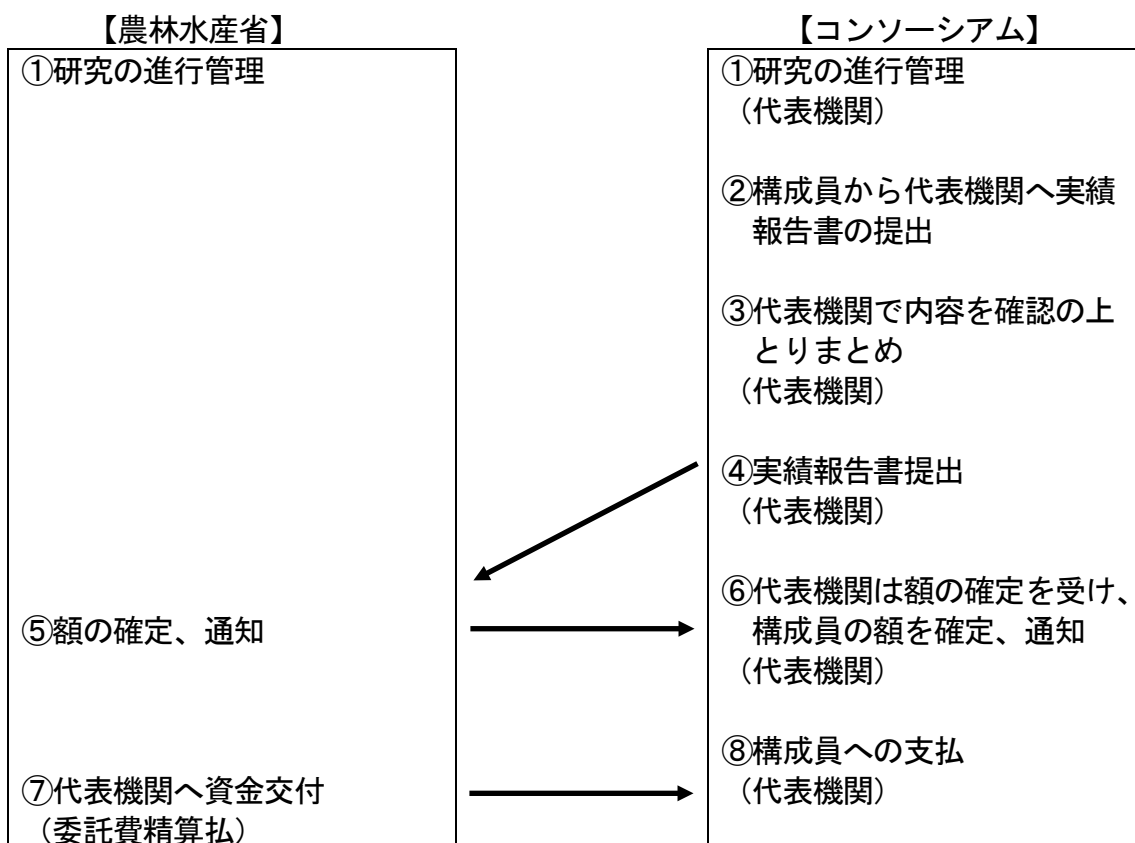 【農林水産省】
①研究の進行管理
⑤額の確定、通知
⑦代表機関へ資金交付
（委託費精算払）
【コンソーシアム】
①研究の進行管理
（代表機関）
②構成員から代表機関へ実績
報告書の提出
③代表機関で内容を確認の上
とりまとめ
（代表機関）
④実績報告書提出
（代表機関）
⑥代表機関は額の確定を受け、
構成員の額を確定、通知
（代表機関）
⑧構成員への支払
（代表機関）